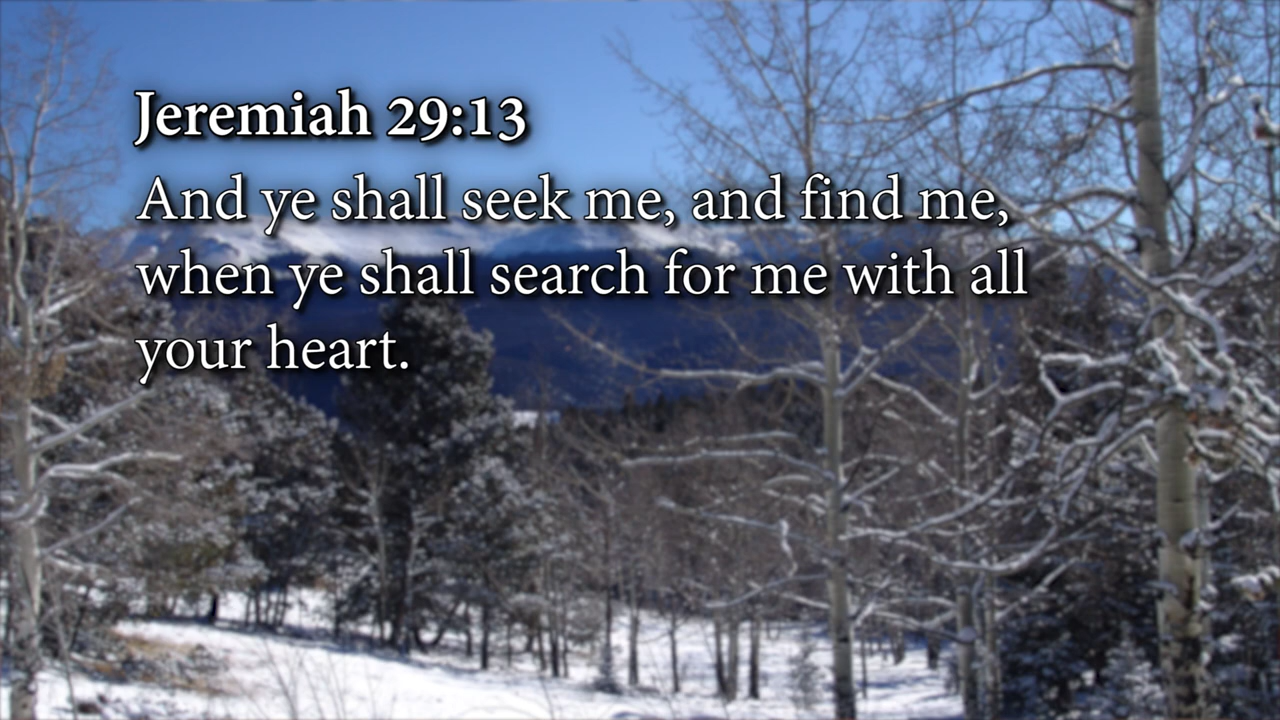 Jeremiah 29:13
And ye shall seek me, and find me,
when ye shall search for me with all
your heart.